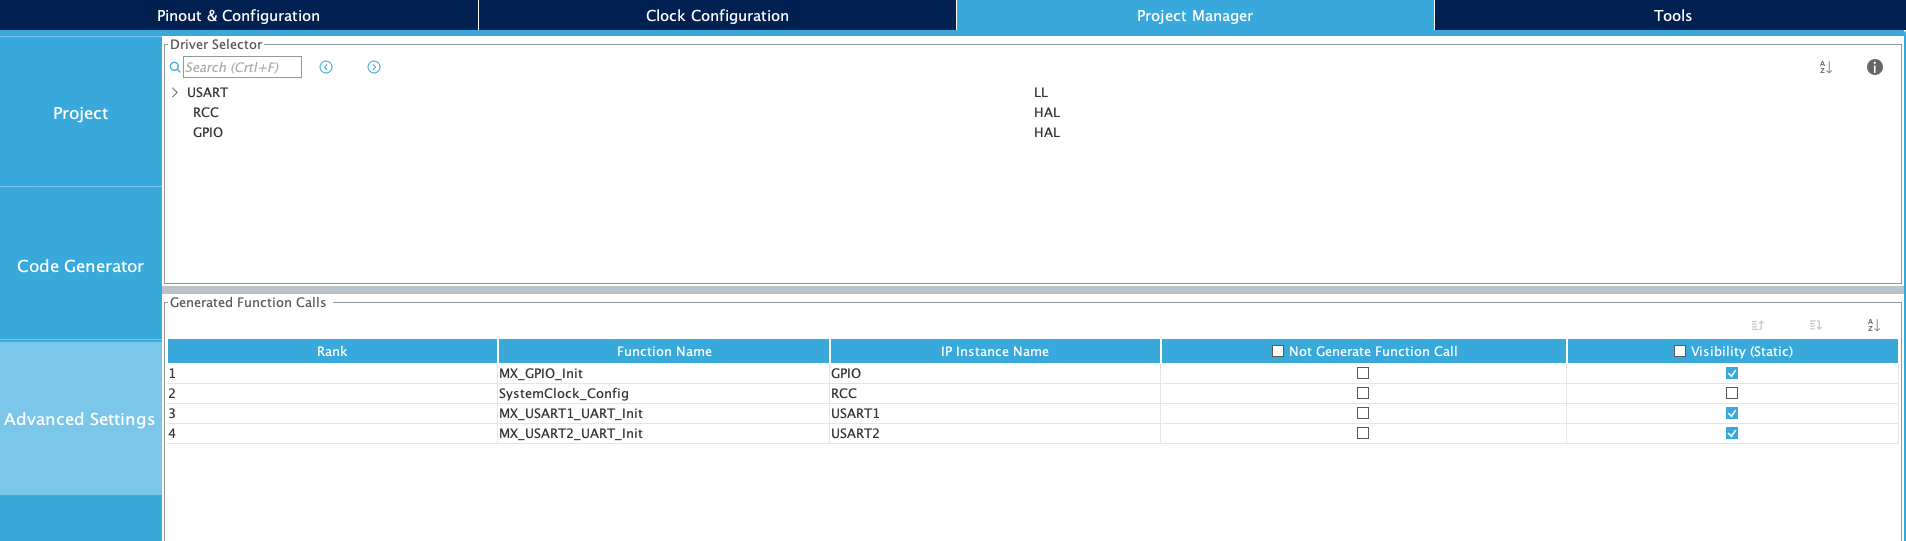 Pinout & Configuration Clock Configuration Project Manager Tools
Driver Selector
Search (Crtl+F)
USART LL
RCC HAL
GPIO HAL
Project
Code Generator
Advanced Settings
Generated Function Calls
Rank Function Name IP Instance Name Not Generate Function Call Visibility (Static)
1 MX_GPIO_Init GPIO
2 SystemClock_Config RCC
3 MX_USART1_UART_Init USART1
4 MX_USART2_UART_Init USART2